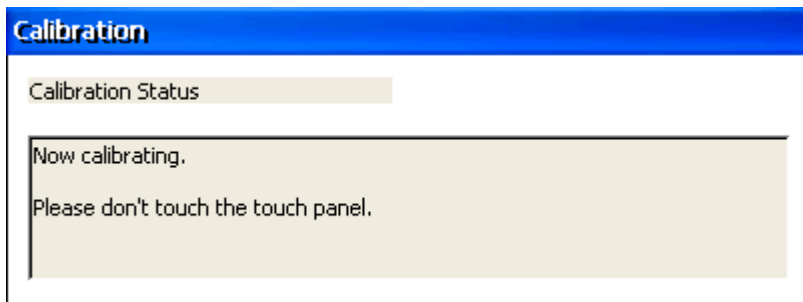 Calibration
Calibration Status
Now calibrating.
Please don't touch the touch panel.